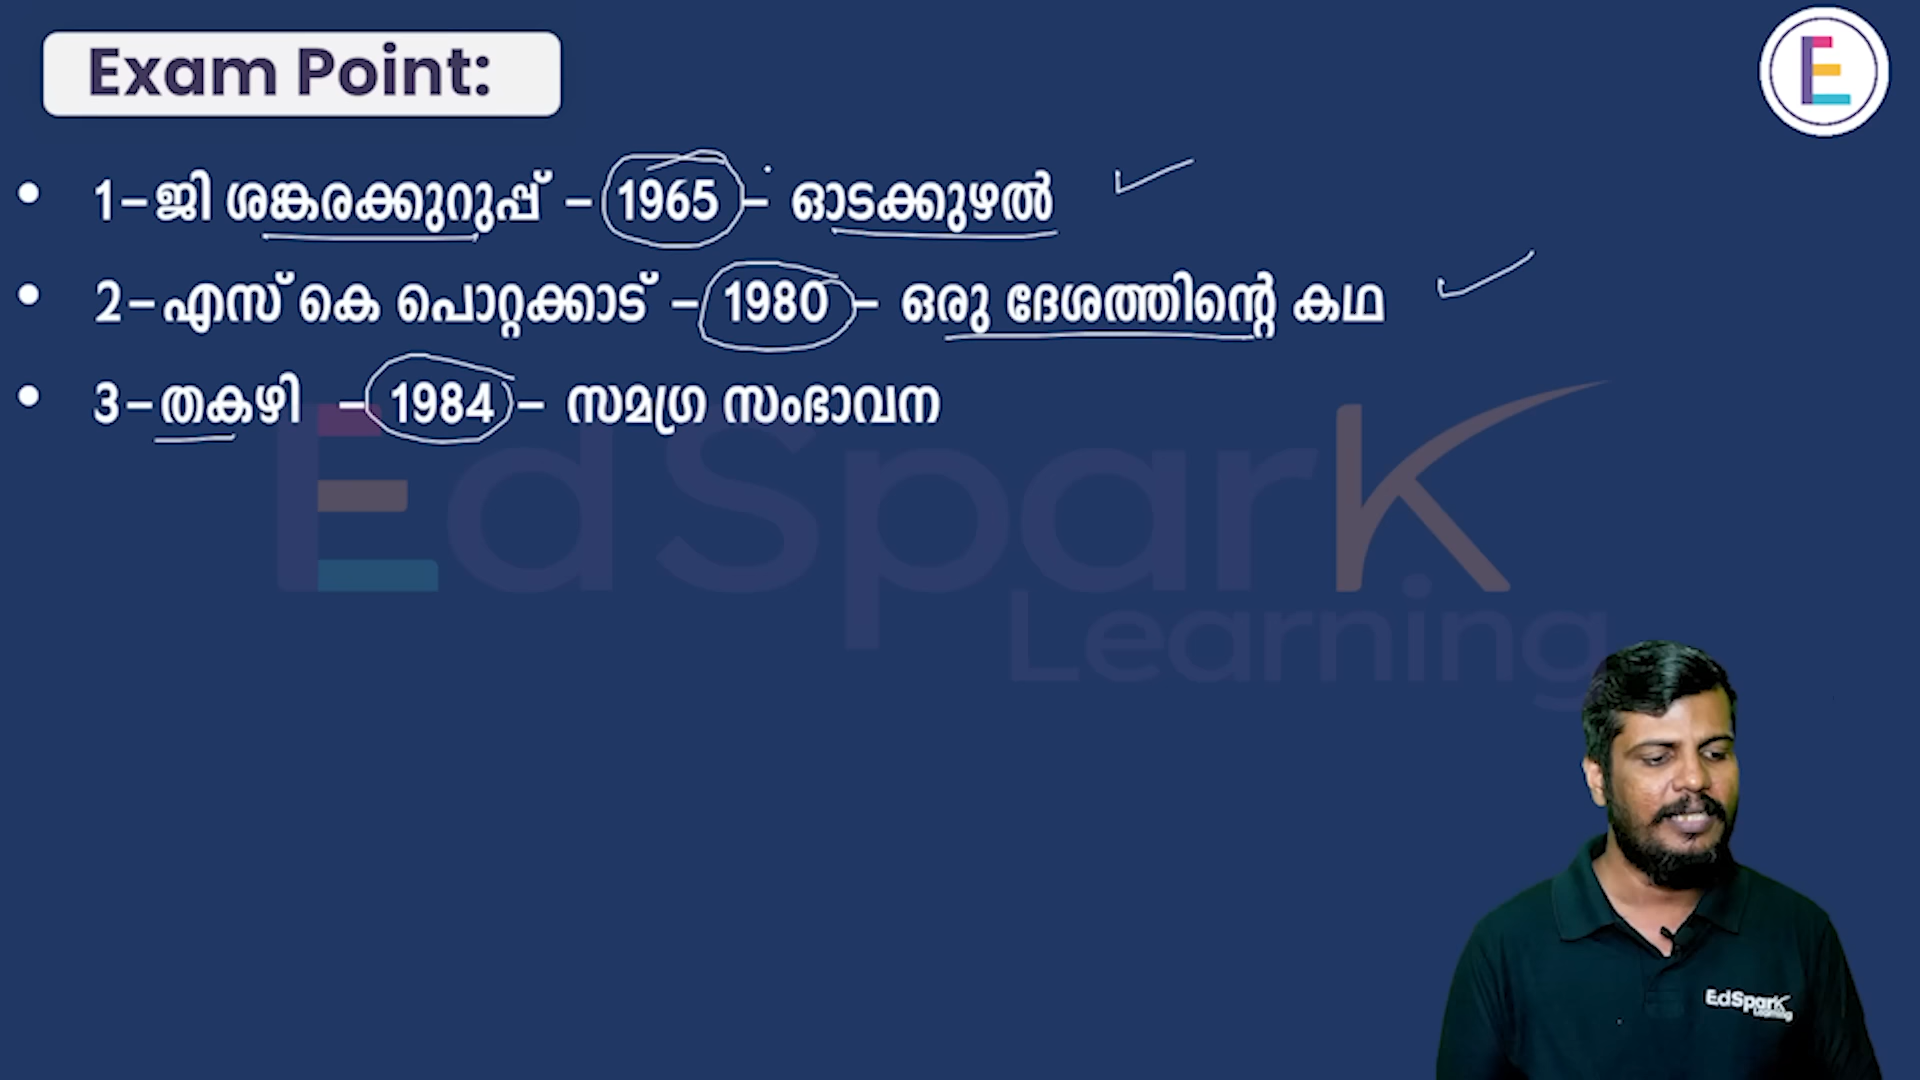 Exam Point:
E
• 1-ജി ശങ്കരക്കുറുപ്പ് - 1965 - ഓടക്കുഴൽ
• 2-എസ് കെ പൊറ്റക്കാട് - 1980 - ഒരു ദേശത്തിന്റെ കഥ
• 3-തകഴി - 1984 - സമഗ്ര സംഭാവന
EdSpark
Learning
EdSpark
Learning